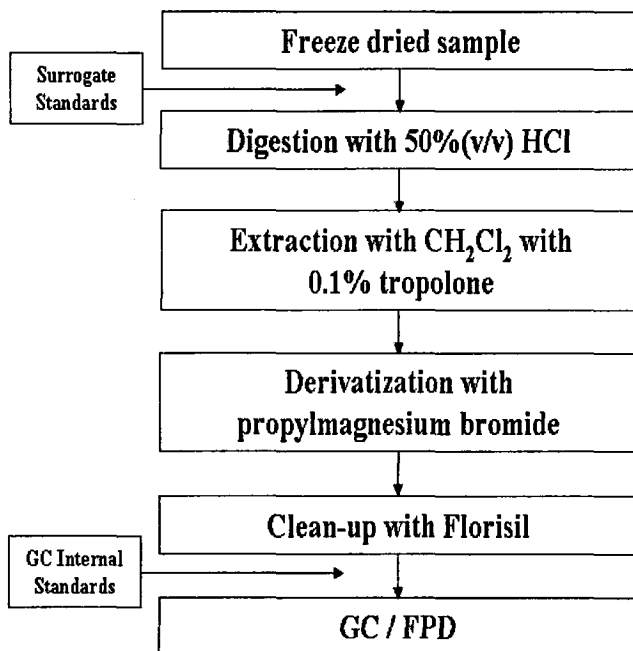 Freeze dried sample
Surrogate
Standards
Digestion with 50%(v/v) HCl
Extraction with CH₂Cl₂ with
0.1% tropolone
Derivatization with
propylmagnesium bromide
Clean-up with Florisil
GC Internal
Standards
GC / FPD